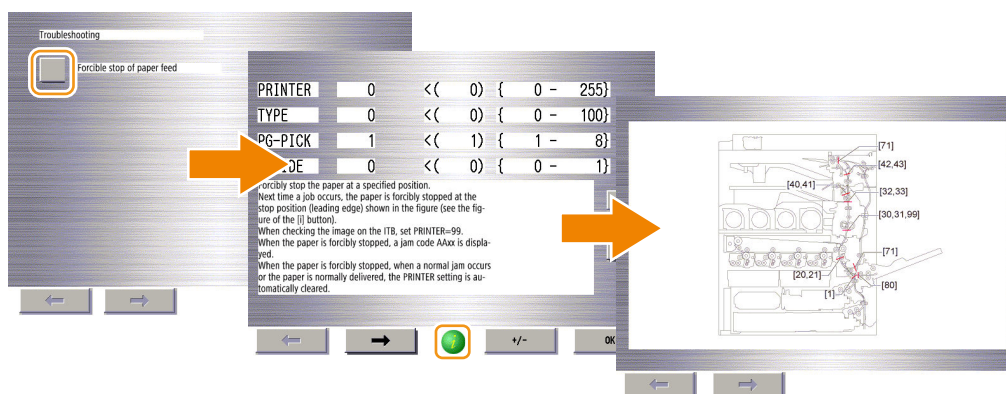 Troubleshooting
Forcible stop of paper feed
PRINTER 0 <( 0) { 0 - 255}
TYPE 0 <( 0) { 0 - 100}
PG-PICK 1 <( 1) { 1 - 8}
IDE 0 <( 0) { 0 - 1}
Forcibly stop the paper at a specified position.
Next time a job occurs, the paper is forcibly stopped at the
stop position (leading edge) shown in the figure (see the fig-
ure of the [i] button).
When checking the image on the ITB, set PRINTER=99.
When the paper is forcibly stopped, a jam code AAxx is displa-
yed.
When the paper is forcibly stopped, when a normal jam occurs
or the paper is normally delivered, the PRINTER setting is au-
tomatically cleared.
i
+/-
OK
[71]
[42,43]
[40,41]
[32,33]
[30,31,99]
[71]
[20,21]
[80]
[1]